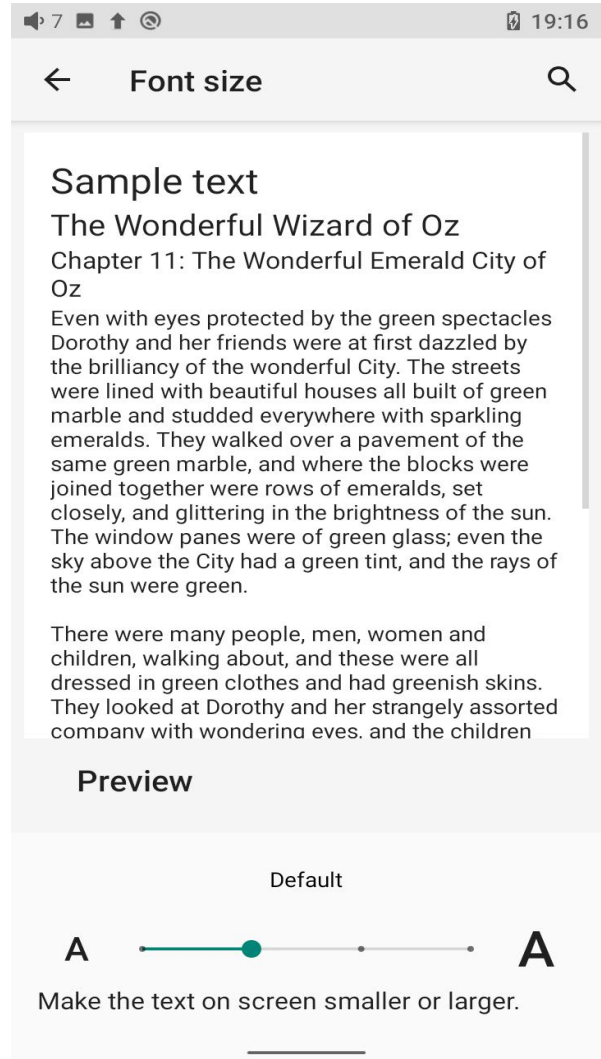 7
19:16
Font size
Sample text
The Wonderful Wizard of Oz
Chapter 11: The Wonderful Emerald City of
Oz
Even with eyes protected by the green spectacles
Dorothy and her friends were at first dazzled by
the brilliancy of the wonderful City. The streets
were lined with beautiful houses all built of green
marble and studded everywhere with sparkling
emeralds. They walked over a pavement of the
same green marble, and where the blocks were
joined together were rows of emeralds, set
closely, and glittering in the brightness of the sun.
The window panes were of green glass; even the
sky above the City had a green tint, and the rays of
the sun were green.
There were many people, men, women and
children, walking about, and these were all
dressed in green clothes and had greenish skins.
They looked at Dorothy and her strangely assorted
company with wondering eyes, and the children
Preview
Default
A A
Make the text on screen smaller or larger.